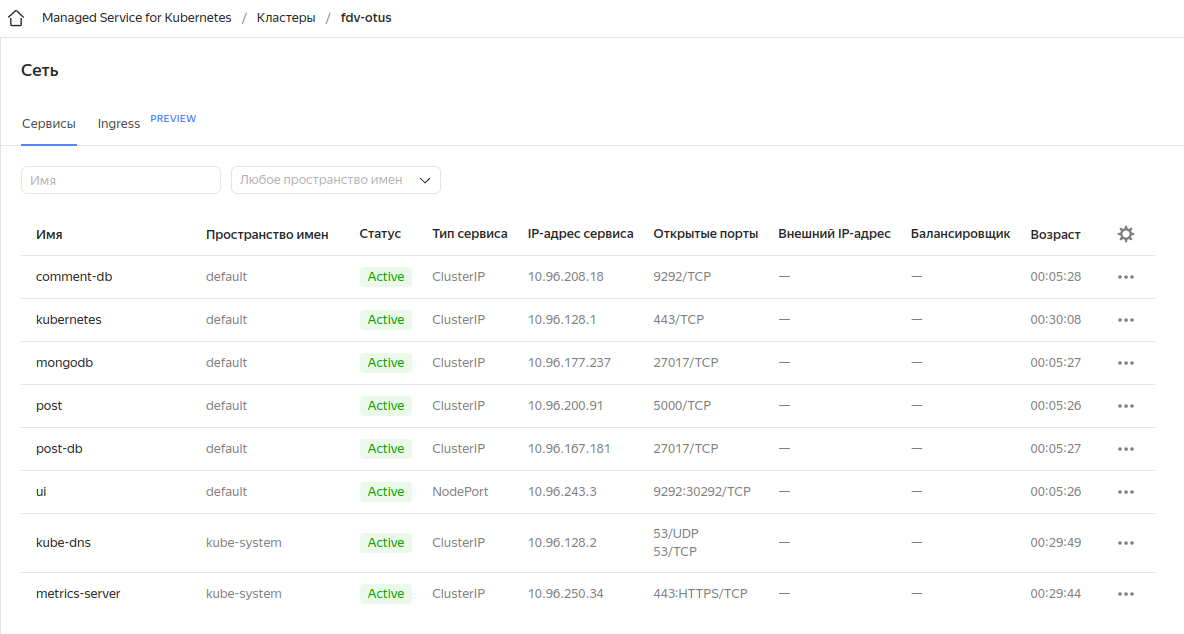 Managed Service for Kubernetes / Кластеры / fdv-otus
Сеть
Сервисы Ingress PREVIEW
Имя Любое пространство имен
Имя Пространство имен Статус Тип сервиса IP-адрес сервиса Открытые порты Внешний IP-адрес Балансировщик Возраст
comment-db default Active ClusterIP 10.96.208.18 9292/TCP — — 00:05:28
kubernetes default Active ClusterIP 10.96.128.1 443/TCP — — 00:30:08
mongodb default Active ClusterIP 10.96.177.237 27017/TCP — — 00:05:27
post default Active ClusterIP 10.96.200.91 5000/TCP — — 00:05:26
post-db default Active ClusterIP 10.96.167.181 27017/TCP — — 00:05:27
ui default Active NodePort 10.96.243.3 9292:30292/TCP — — 00:05:26
kube-dns kube-system Active ClusterIP 10.96.128.2 53/UDP — — 00:29:49
53/TCP
metrics-server kube-system Active ClusterIP 10.96.250.34 443:HTTPS/TCP — — 00:29:44